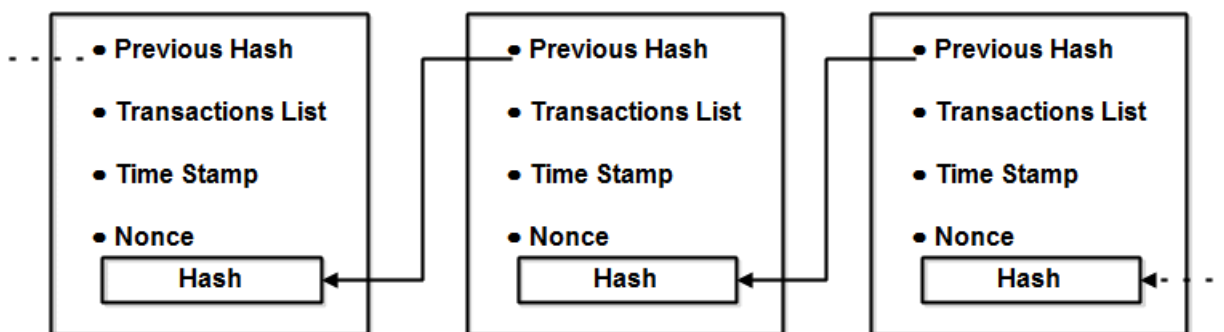 • Previous Hash
• Transactions List
• Time Stamp
• Nonce
Hash
• Previous Hash
• Transactions List
• Time Stamp
• Nonce
Hash
• Previous Hash
• Transactions List
• Time Stamp
• Nonce
Hash